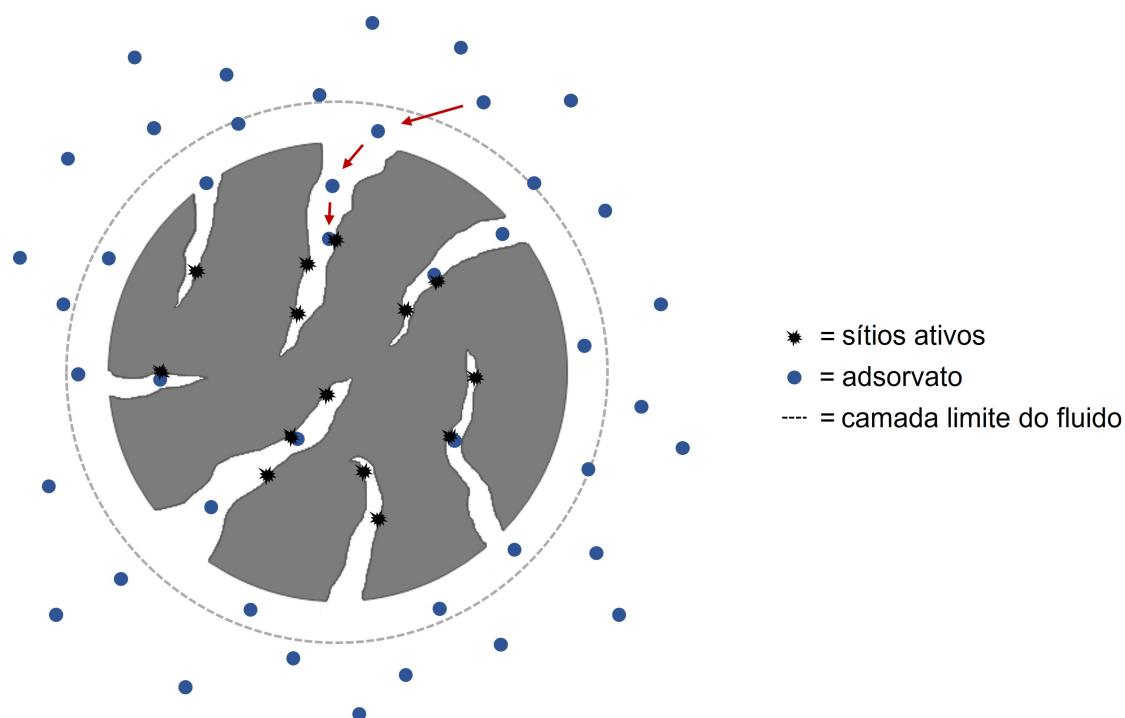 = sítios ativos
= adsorvato
= camada limite do fluido